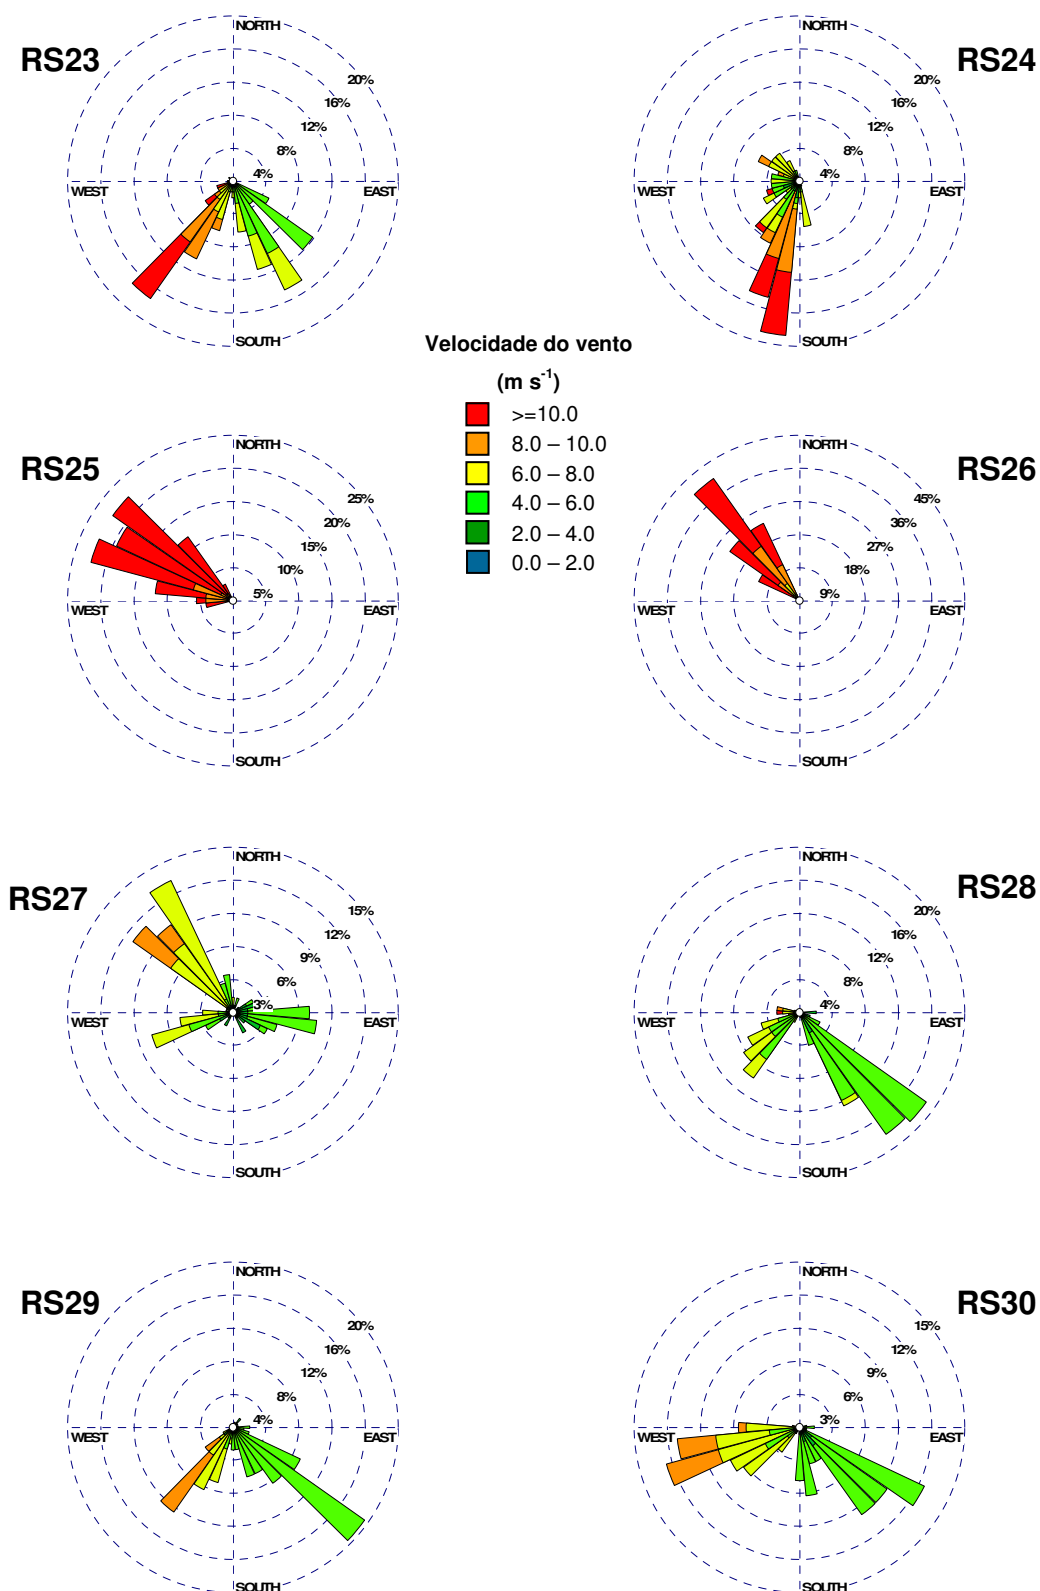 RS23
NORTH
20%
16%
12%
8%
4%
WEST
EAST
SOUTH
RS24
NORTH
20%
16%
12%
8%
4%
WEST
EAST
SOUTH
Velocidade do vento
(m s-1)
>=10.0
8.0 – 10.0
6.0 – 8.0
4.0 – 6.0
2.0 – 4.0
0.0 – 2.0
RS25
NORTH
25%
20%
15%
10%
5%
WEST
EAST
SOUTH
RS26
NORTH
45%
36%
27%
18%
9%
WEST
EAST
SOUTH
RS27
NORTH
15%
12%
9%
6%
3%
WEST
EAST
SOUTH
RS28
NORTH
20%
16%
12%
8%
4%
WEST
EAST
SOUTH
RS29
NORTH
20%
16%
12%
8%
4%
WEST
EAST
SOUTH
RS30
NORTH
15%
12%
9%
6%
3%
WEST
EAST
SOUTH